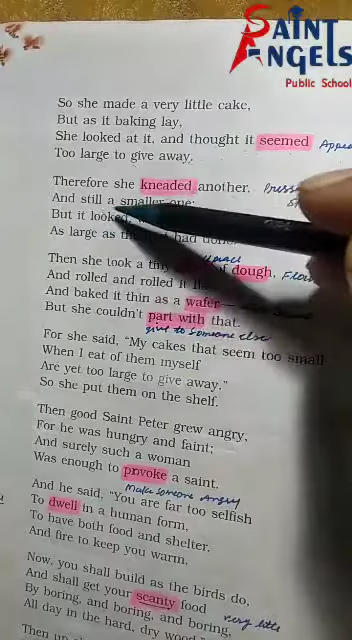 SAINT
ANGELS
Public School
So she made a very little cake,
But as it baking lay,
She looked at it, and thought it seemed
Too large to give away.
Therefore she kneaded another.
And still a smaller one;
But it looked,
As large as the had done.
Then she took a tiny of dough, Flou
And rolled and rolled it
And baked it thin as a wafer—
But she couldn't part with that.
give to someone else
For she said, "My cakes that seem too small
When I eat of them myself
Are yet too large to give away."
So she put them on the shelf.
Then good Saint Peter grew angry,
For he was hungry and faint;
And surely such a woman
Was enough to provoke a saint.
Make someone angry
And he said, "You are far too selfish
To dwell in a human form,
To have both food and shelter.
And fire to keep you warm,
Now, you shall build as the birds do,
And shall get your scanty food
very little
By boring, and boring, and boring,
All day in the hard, dry wood."
Then up